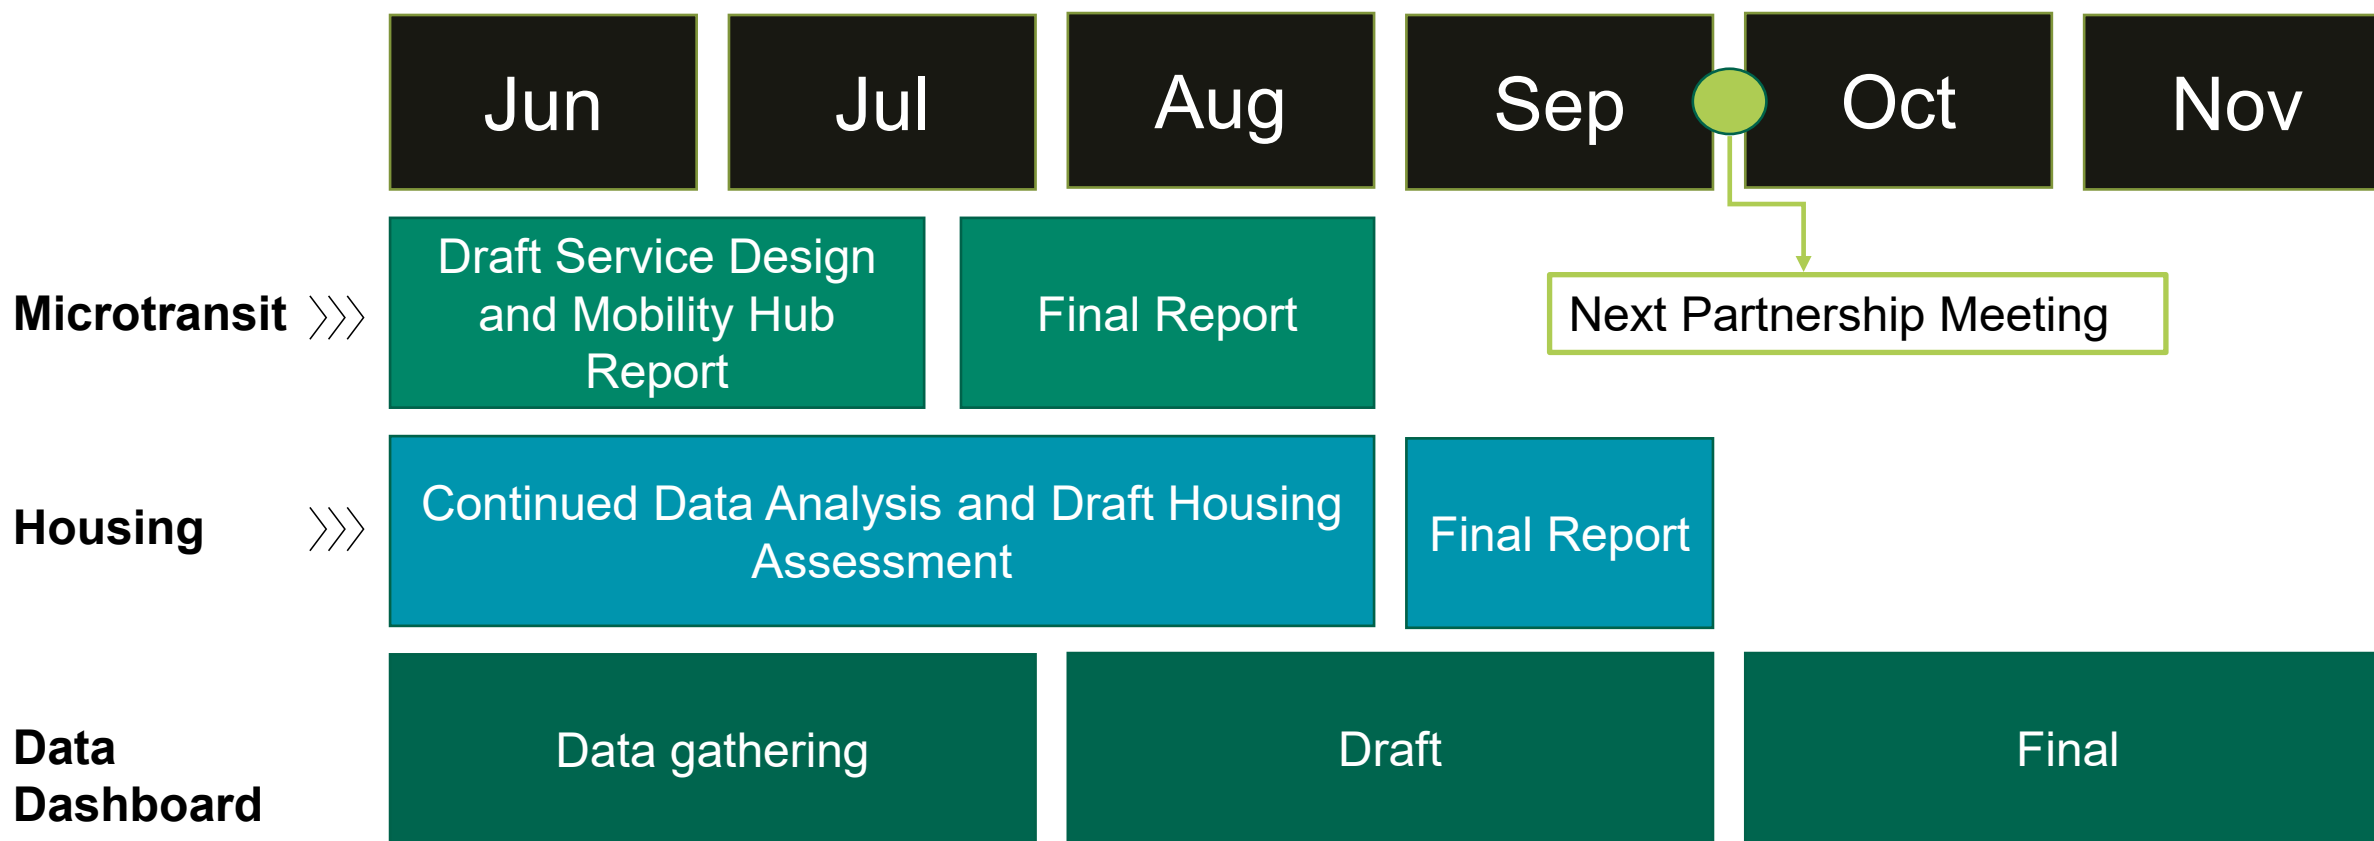 Jun
Jul
Aug
Sep
Oct
Nov
Microtransit
Draft Service Design
and Mobility Hub
Report
Final Report
Next Partnership Meeting
Housing
Continued Data Analysis and Draft Housing
Assessment
Final Report
Data
Dashboard
Data gathering
Draft
Final